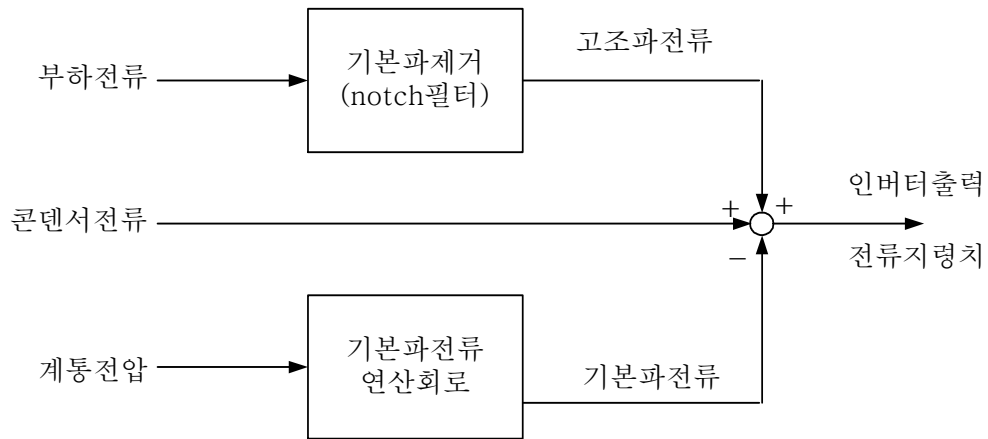 고조파전류
기본파제거
(notch필터)
부하전류
인버터출력
콘덴서전류
+
+
전류지령치
−
기본파전류
연산회로
계통전압
기본파전류